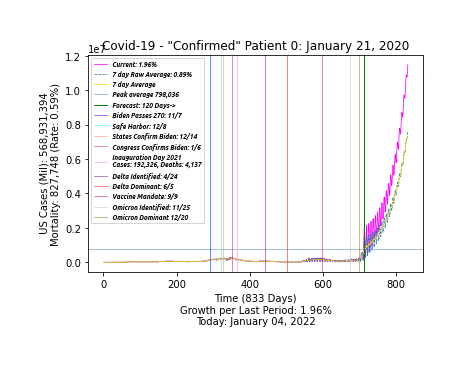 Covid-19 - "Confirmed" Patient 0: January 21, 2020
1e7
Current: 1.96%
7 day Raw Average: 0.89%
7 day Average
Peak average 798,036
Forecast: 120 Days->
Biden Passes 270: 11/7
Safe Harbor: 12/8
States Confirm Biden: 12/14
Congress Confirms Biden: 1/6
Inauguration Day 2021
Cases: 192,326, Deaths: 4,137
Delta Identified: 4/24
Delta Dominant: 6/5
Vaccine Mandate: 9/9
Omicron Identified: 11/25
Omicron Dominant 12/20
1.2
1.0
0.8
0.6
0.4
0.2
0.0
US Cases (Mil): 568,931,394
Mortality: 827,748 (Rate: 0.59%)
0 200 400 600 800
Time (833 Days)
Growth per Last Period: 1.96%
Today: January 04, 2022